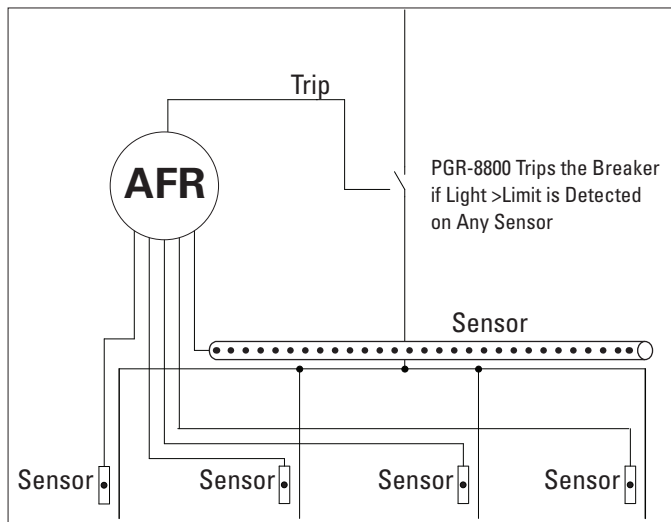 Trip
AFR
PGR-8800 Trips the Breaker
if Light >Limit is Detected
on Any Sensor
Sensor
Sensor
Sensor
Sensor
Sensor